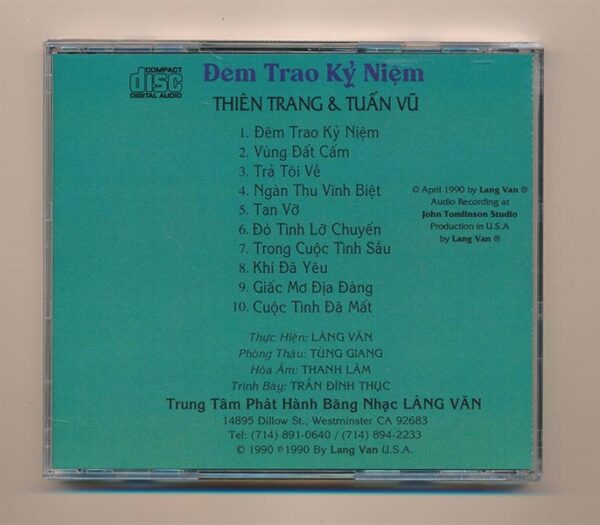 COMPACT
disc
DIGITAL AUDIO
Đêm Trao Kỷ Niệm
THIÊN TRANG & TUẤN VŨ
1. Đêm Trao Kỷ Niệm
2. Vùng Đất Cấm
3. Trả Tôi Về
4. Ngàn Thu Vĩnh Biệt
5. Tan Vỡ
6. Đò Tình Lỡ Chuyến
7. Trong Cuộc Tình Sầu
8. Khi Đã Yêu
9. Giấc Mơ Địa Đàng
10. Cuộc Tình Đã Mất
© April 1990 by Lang Van ®
Audio Recording at
John Tomlinson Studio
Production in U.S.A
by Lang Van ®
Thực Hiện: LÀNG VĂN
Phòng Thâu: TÙNG GIANG
Hòa Âm: THANH LÂM
Trình Bày: TRẦN ĐÌNH THỤC
Trung Tâm Phát Hành Băng Nhạc LÀNG VĂN
14895 Dillow St., Westminster CA 92683
Tel: (714) 891-0640 / (714) 894-2233
© 1990 ℗ 1990 By Lang Van U.S.A.